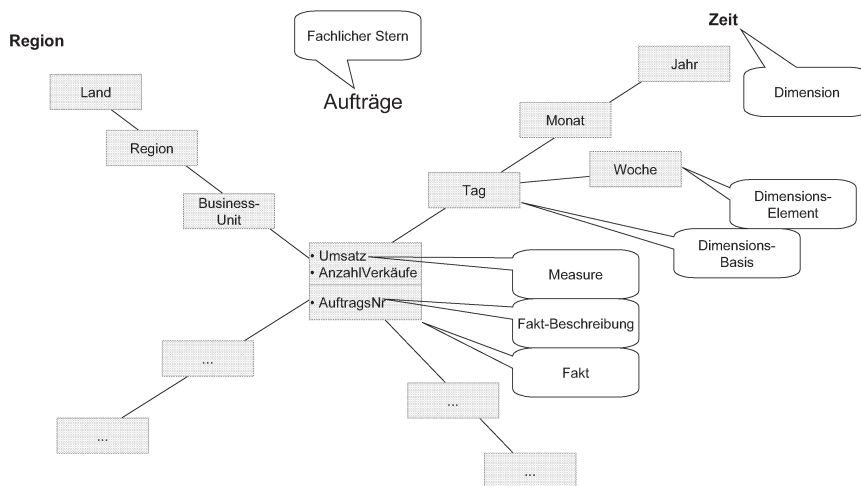 Region
Fachlicher Stern
Zeit
Aufträge
Jahr
Dimension
Land
Monat
Region
Woche
Tag
Dimensions-
Element
Business-
Unit
Dimensions-
Basis
• Umsatz
• AnzahlVerkäufe
Measure
• AuftragsNr
Fakt-Beschreibung
...
Fakt
...
...
...